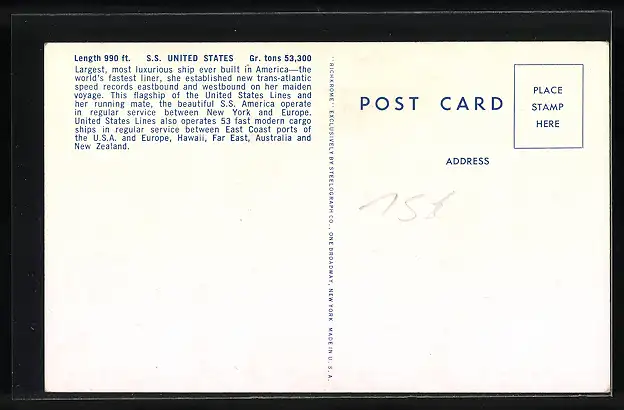 Length 990 ft. S.S. UNITED STATES Gr. tons 53,300
Largest, most luxurious ship ever built in America—the
world's fastest liner, she established new trans-atlantic
speed records eastbound and westbound on her maiden
voyage. This flagship of the United States Lines and
her running mate, the beautiful S.S. America operate
in regular service between New York and Europe.
United States Lines also operates 53 fast modern cargo
ships in regular service between East Coast ports of
the U.S.A. and Europe, Hawaii, Far East, Australia and
New Zealand.
"RICHKROME" EXCLUSIVELY BY STEELOGRAPH CO., ONE BROADWAY, NEW YORK. MADE IN U.S.A.
POST CARD
PLACE
STAMP
HERE
ADDRESS